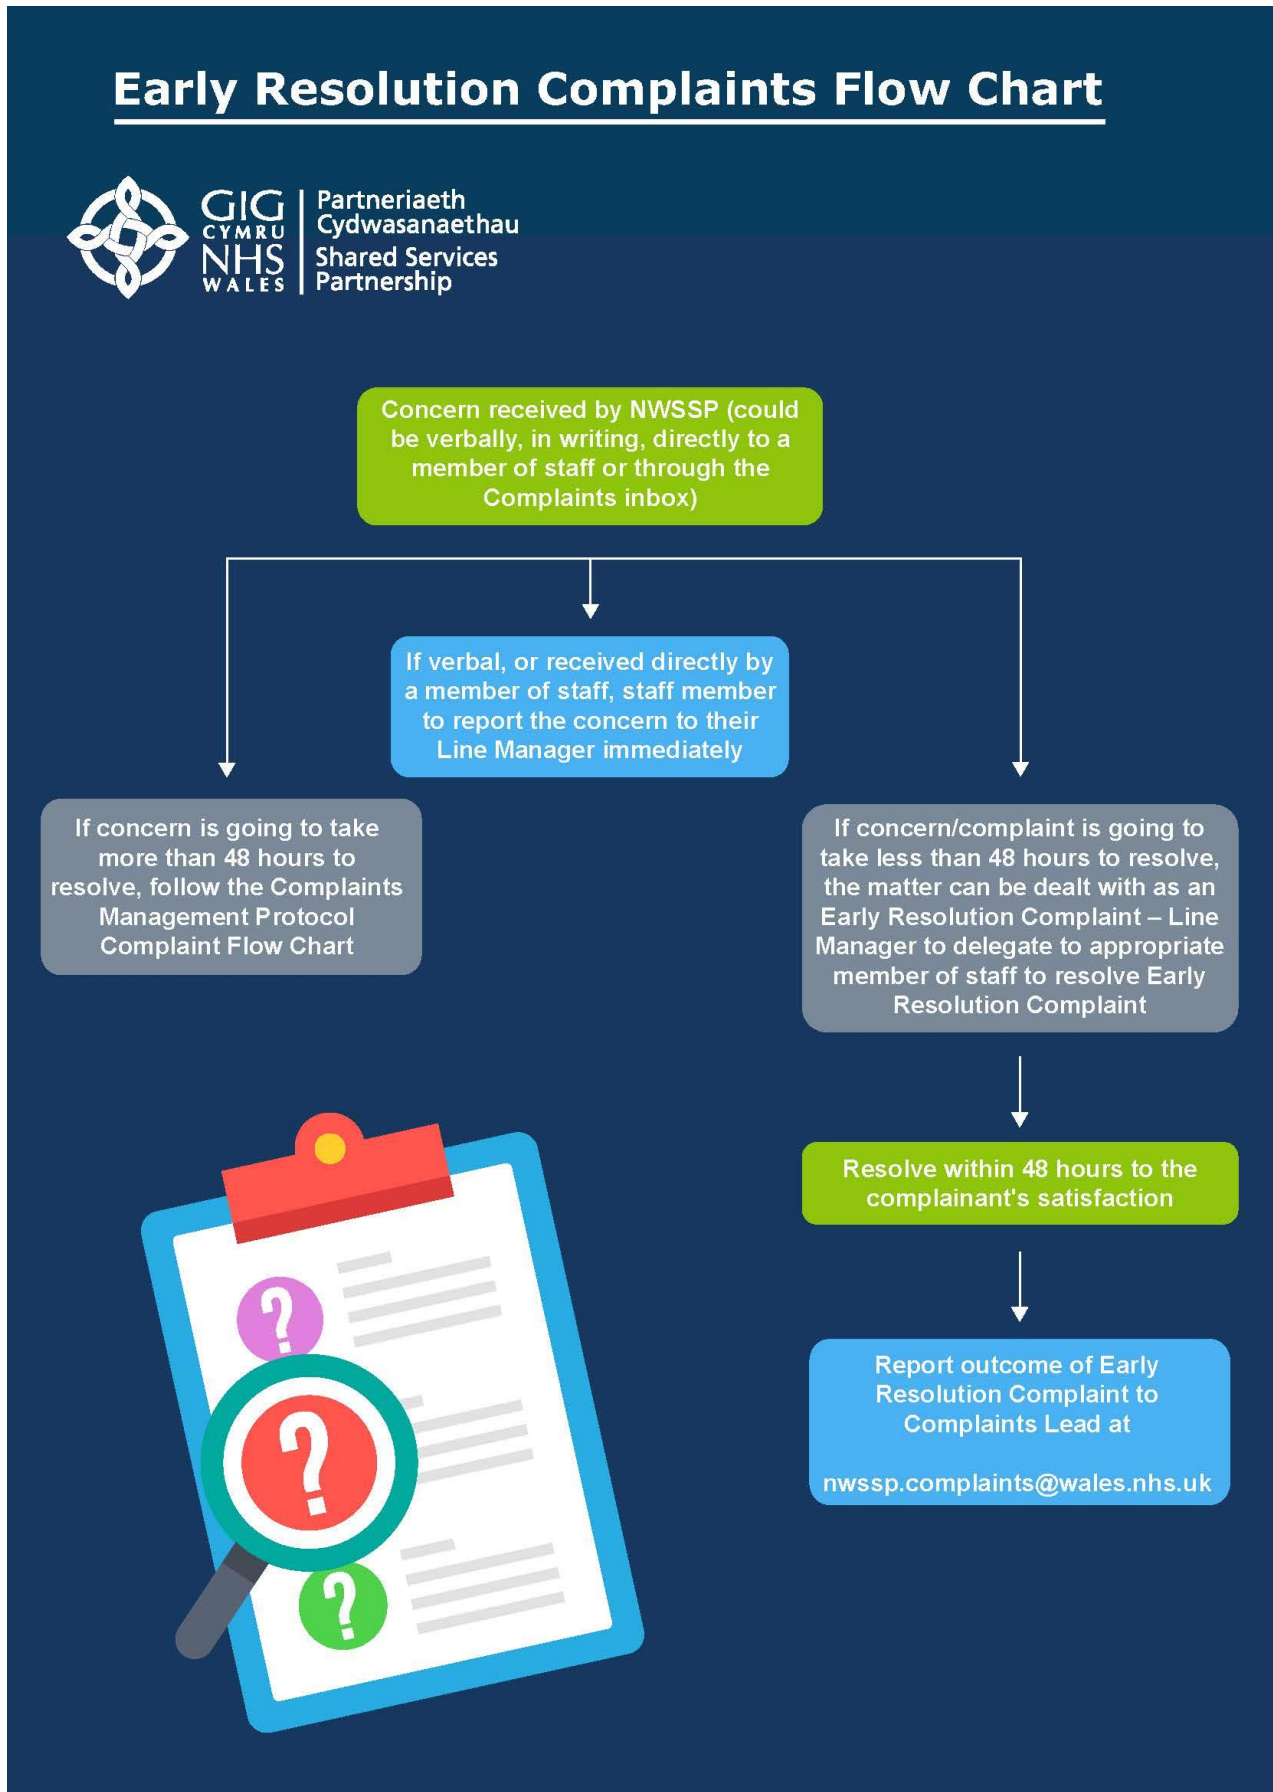 Early Resolution Complaints Flow Chart
GIG
CYMRU
NHS
WALES
Partneriaeth
Cydwasanaethau
Shared Services
Partnership
Concern received by NWSSP (could
be verbally, in writing, directly to a
member of staff or through the
Complaints inbox)
If verbal, or received directly by
a member of staff, staff member
to report the concern to their
Line Manager immediately
If concern is going to take
more than 48 hours to
resolve, follow the Complaints
Management Protocol
Complaint Flow Chart
If concern/complaint is going to
take less than 48 hours to resolve,
the matter can be dealt with as an
Early Resolution Complaint – Line
Manager to delegate to appropriate
member of staff to resolve Early
Resolution Complaint
Resolve within 48 hours to the
complainant's satisfaction
Report outcome of Early
Resolution Complaint to
Complaints Lead at
nwssp.complaints@wales.nhs.uk
?
?
?